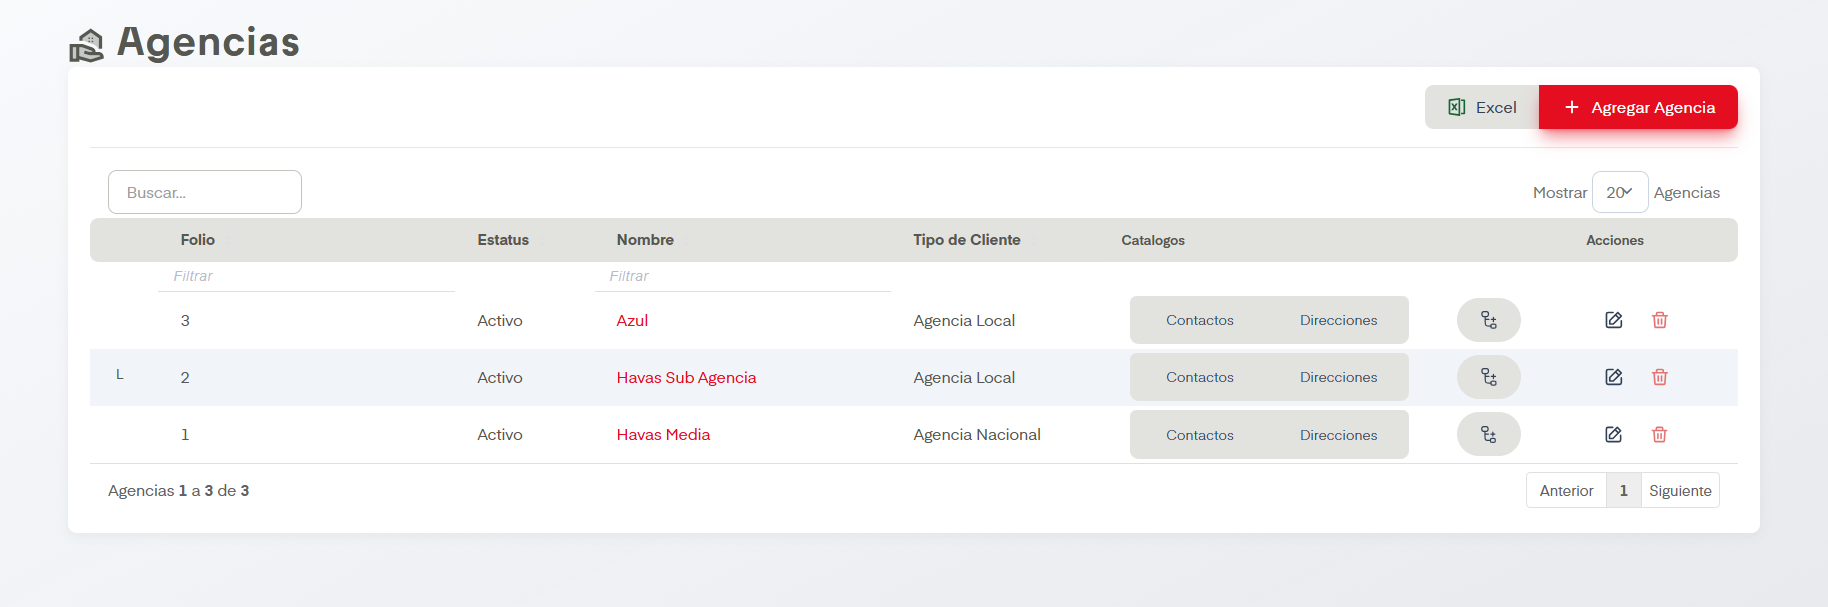 Agencias
Excel
+ Agregar Agencia
Buscar...
Mostrar 20 Agencias
Folio Estatus Nombre Tipo de Cliente Catalogos Acciones
Filtrar Filtrar
3 Activo Azul Agencia Local Contactos Direcciones
L 2 Activo Havas Sub Agencia Agencia Local Contactos Direcciones
1 Activo Havas Media Agencia Nacional Contactos Direcciones
Agencias 1 a 3 de 3
Anterior 1 Siguiente